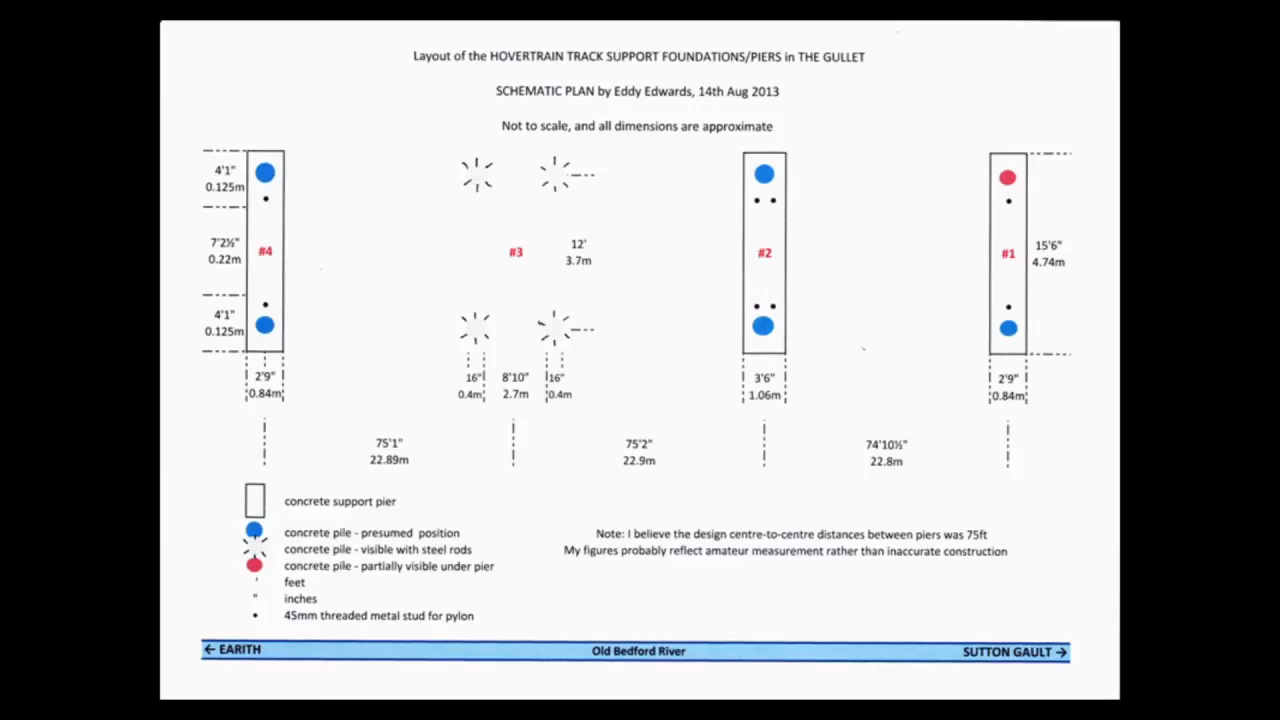 Layout of the HOVERTRAIN TRACK SUPPORT FOUNDATIONS/PIERS in THE GULLET
SCHEMATIC PLAN by Eddy Edwards, 14th Aug 2013
Not to scale, and all dimensions are approximate
4'1"
0.125m
7'2½"
0.22m
4'1"
0.125m
#4
#3
12'
3.7m
#2
#1
15'6"
4.74m
2'9"
0.84m
16"
0.4m
8'10"
2.7m
16"
0.4m
3'6"
1.06m
2'9"
0.84m
75'1"
22.89m
75'2"
22.9m
74'10½"
22.8m
concrete support pier
concrete pile - presumed position
concrete pile - visible with steel rods
concrete pile - partially visible under pier
' feet
" inches
45mm threaded metal stud for pylon
Note: I believe the design centre-to-centre distances between piers was 75ft
My figures probably reflect amateur measurement rather than inaccurate construction
← EARITH
Old Bedford River
SUTTON GAULT →